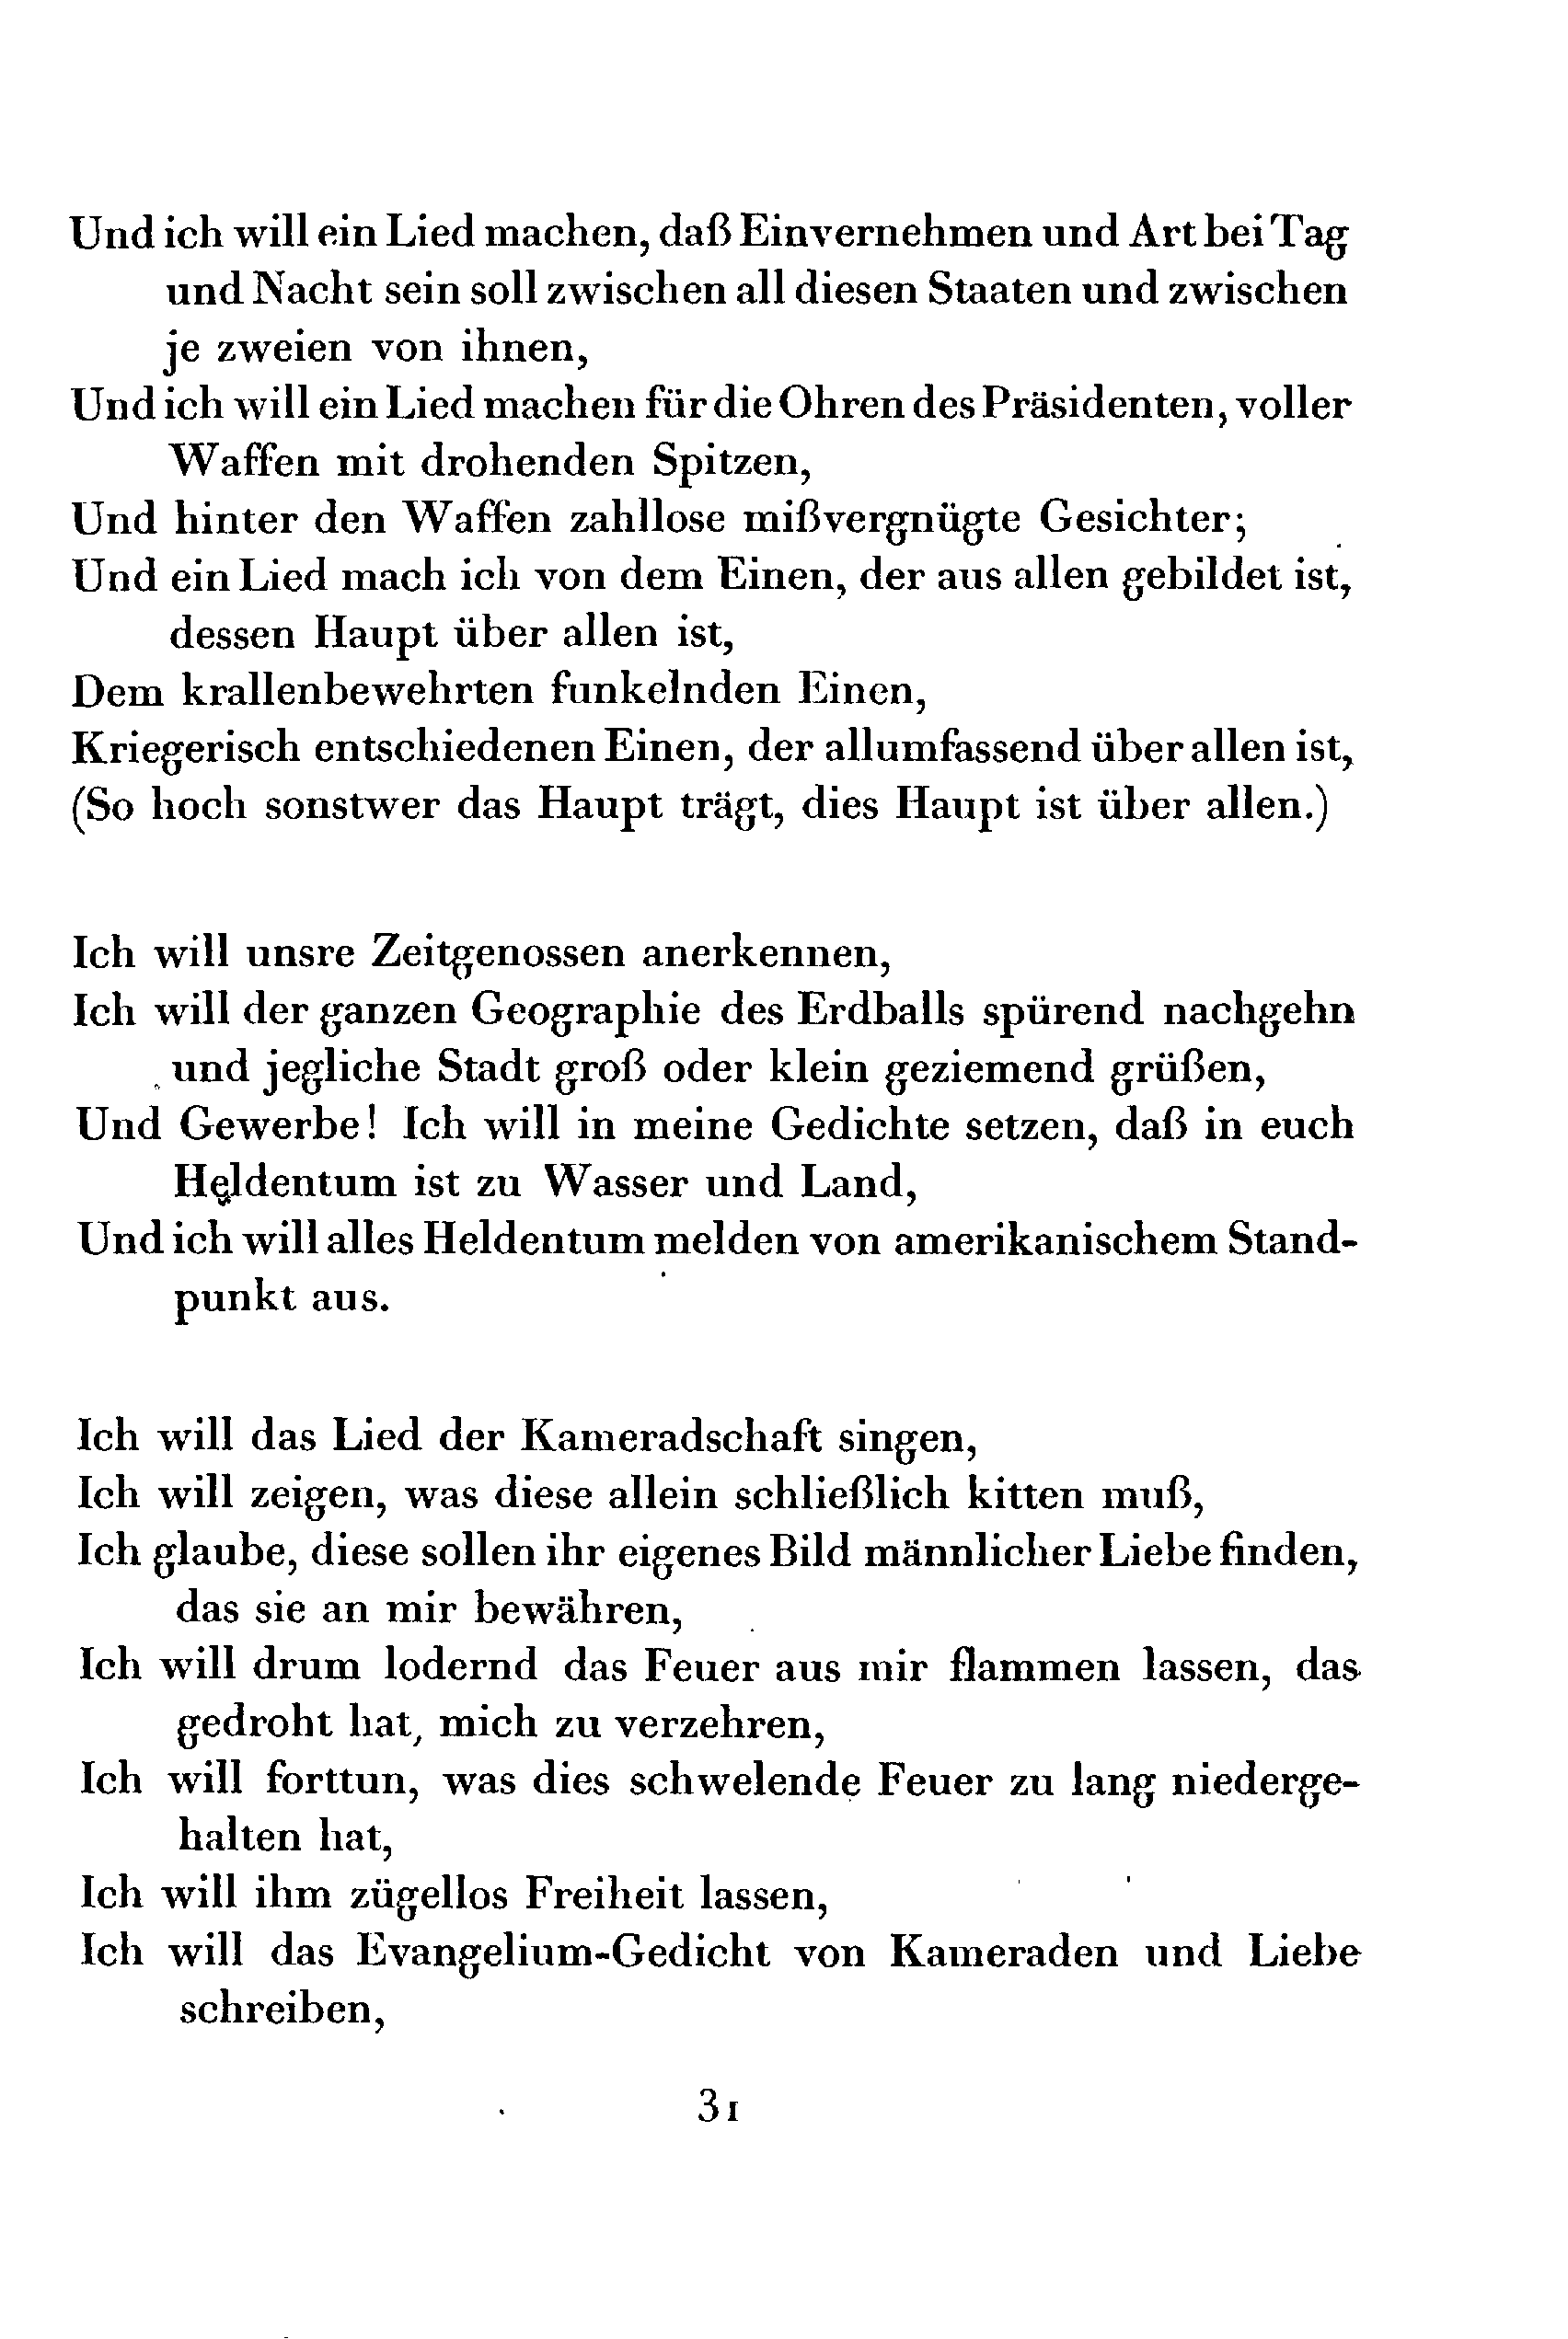 Und ich will ein Lied machen, daß Einvernehmen und Art bei Tag
und Nacht sein soll zwischen all diesen Staaten und zwischen
je zweien von ihnen,
Und ich will ein Lied machen für die Ohren des Präsidenten, voller
Waffen mit drohenden Spitzen,
Und hinter den Waffen zahllose mißvergnügte Gesichter;
Und ein Lied mach ich von dem Einen, der aus allen gebildet ist,
dessen Haupt über allen ist,
Dem krallenbewehrten funkelnden Einen,
Kriegerisch entschiedenen Einen, der allumfassend über allen ist,
(So hoch sonstwer das Haupt trägt, dies Haupt ist über allen.)
Ich will unsre Zeitgenossen anerkennen,
Ich will der ganzen Geographie des Erdballs spürend nachgehn
und jegliche Stadt groß oder klein geziemend grüßen,
Und Gewerbe! Ich will in meine Gedichte setzen, daß in euch
Heldentum ist zu Wasser und Land,
Und ich will alles Heldentum melden von amerikanischem Stand-
punkt aus.
Ich will das Lied der Kameradschaft singen,
Ich will zeigen, was diese allein schließlich kitten muß,
Ich glaube, diese sollen ihr eigenes Bild männlicher Liebe finden,
das sie an mir bewähren,
Ich will drum lodernd das Feuer aus mir flammen lassen, das
gedroht hat, mich zu verzehren,
Ich will forttun, was dies schwelende Feuer zu lang niederge-
halten hat,
Ich will ihm zügellos Freiheit lassen,
Ich will das Evangelium-Gedicht von Kameraden und Liebe
schreiben,
31